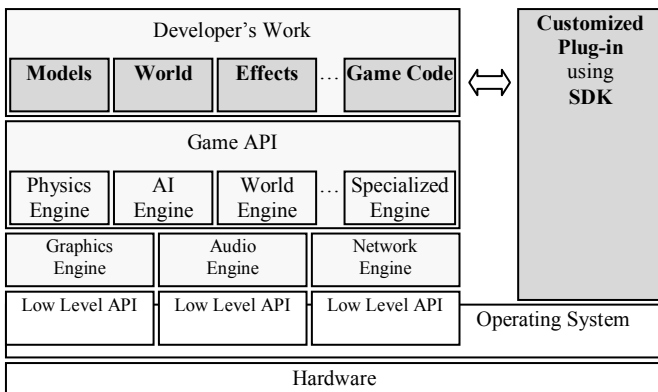 Developer’s Work
Models World Effects … Game Code
Customized
Plug-in
using
SDK
Game API
Physics
Engine
AI
Engine
World
Engine
…
Specialized
Engine
Graphics
Engine
Audio
Engine
Network
Engine
Low Level API Low Level API Low Level API
Operating System
Hardware